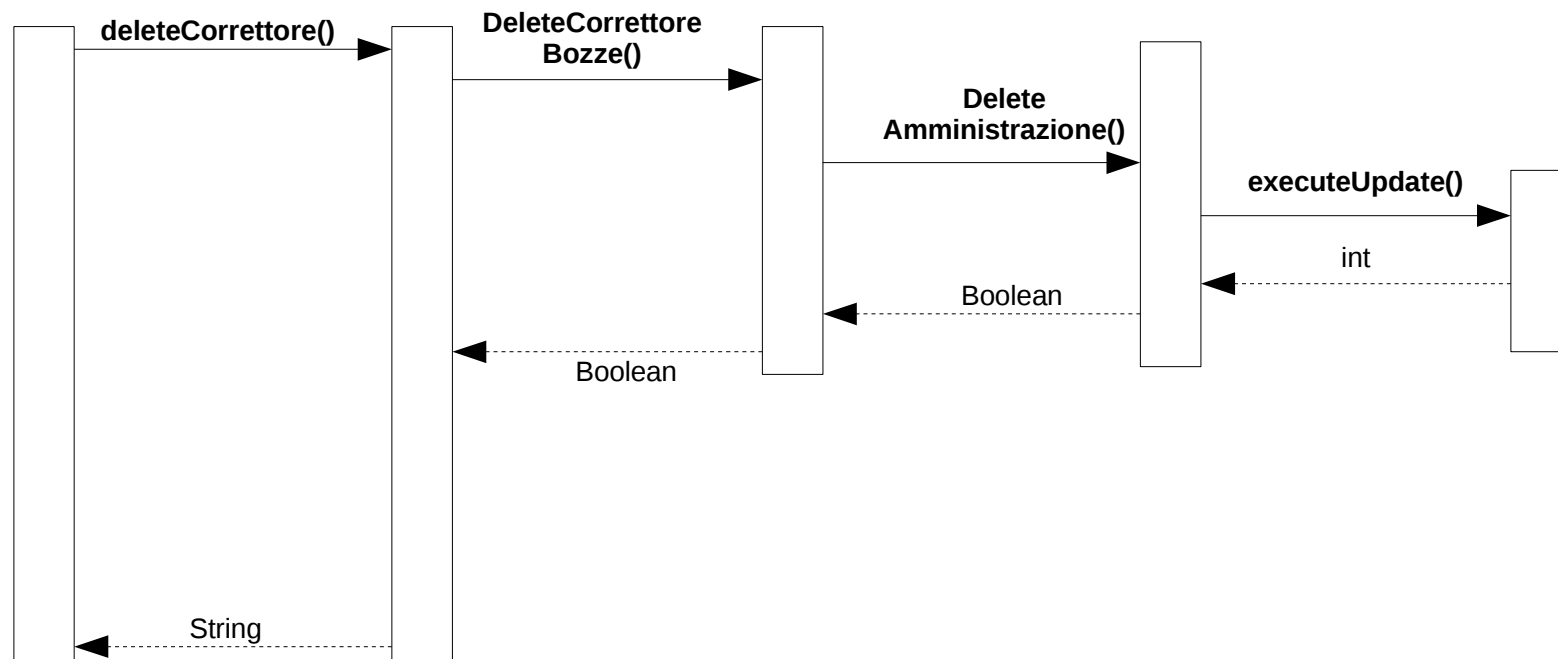 deleteCorrettore()
DeleteCorrettore
Bozze()
Delete
Amministrazione()
executeUpdate()
int
Boolean
Boolean
String